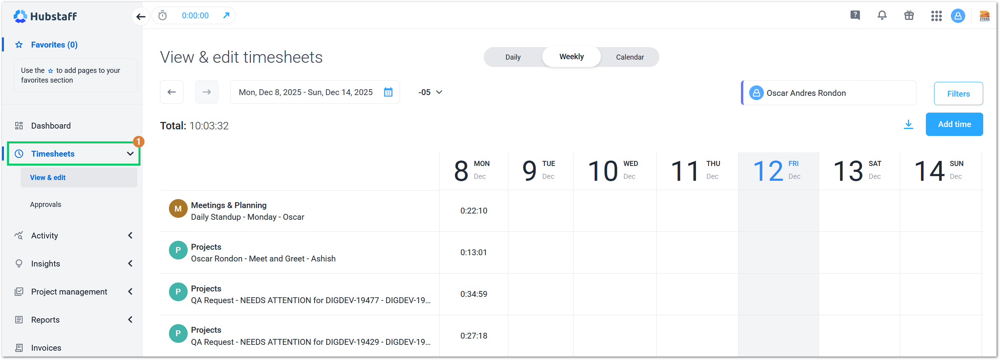 Hubstaff
0:00:00
?
ZTERS
Favorites (0)
Use the to add pages to your
favorites section
Dashboard
1
Timesheets
View & edit
Approvals
Activity
Insights
Project management
Reports
Invoices
View & edit timesheets
Daily
Weekly
Calendar
Mon, Dec 8, 2025 - Sun, Dec 14, 2025
-05
Oscar Andres Rondon
Filters
Total: 10:03:32
Add time
8 MON Dec
9 TUE Dec
10 WED Dec
11 THU Dec
12 FRI Dec
13 SAT Dec
14 SUN Dec
M
Meetings & Planning
Daily Standup - Monday - Oscar
0:22:10
P
Projects
Oscar Rondon - Meet and Greet - Ashish
0:13:01
P
Projects
QA Request - NEEDS ATTENTION for DIGDEV-19477 - DIGDEV-19...
0:34:59
P
Projects
QA Request - NEEDS ATTENTION for DIGDEV-19429 - DIGDEV-19...
0:27:18